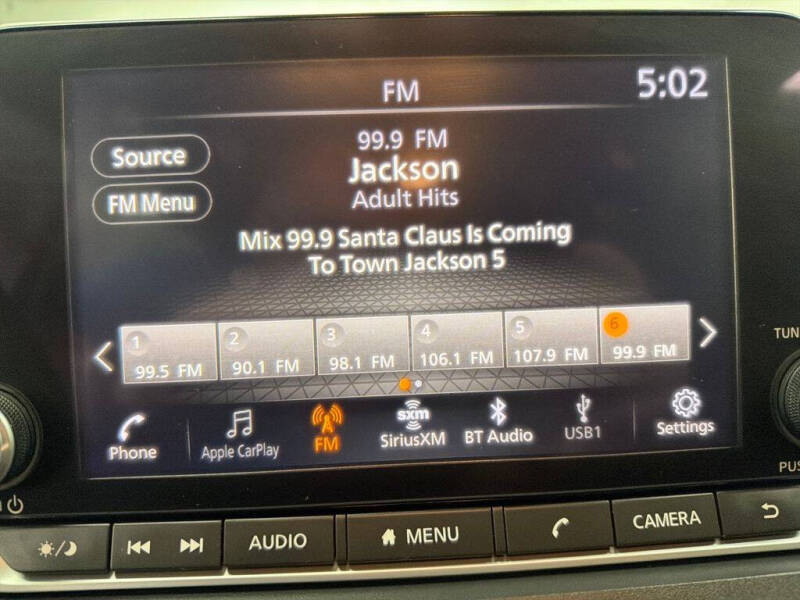 FM
5:02
Source
99.9 FM
Jackson
FM Menu
Adult Hits
Mix 99.9 Santa Claus Is Coming
To Town Jackson 5
1 2 3 4 5 6
99.5 FM 90.1 FM 98.1 FM 106.1 FM 107.9 FM 99.9 FM
Phone
Apple CarPlay
FM
sxm
SiriusXM
BT Audio
USB1
Settings
TUN
PUS
AUDIO
MENU
CAMERA